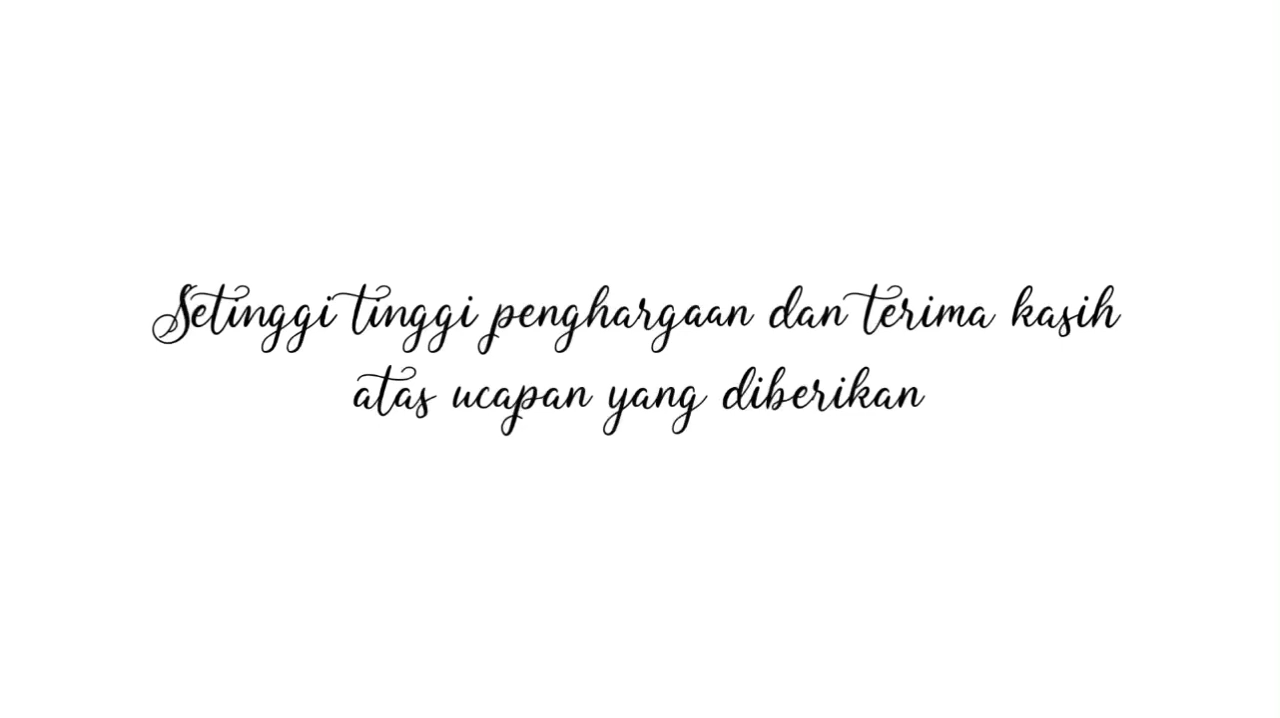 Setinggi tinggi penghargaan dan terima kasih
atas ucapan yang diberikan